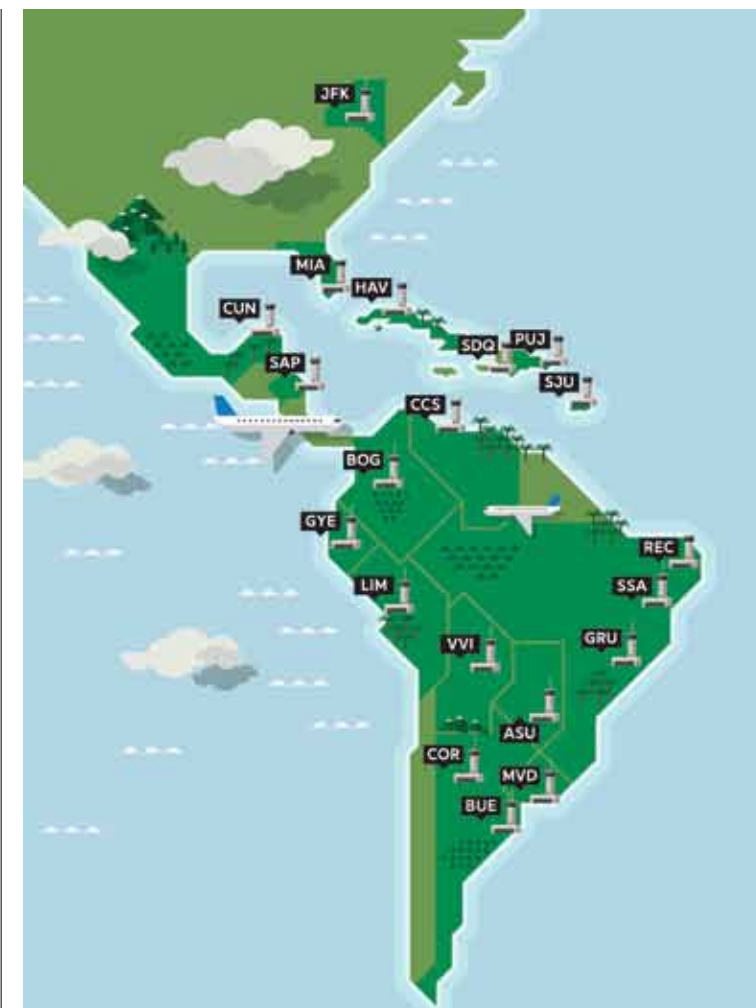 JFK
MIA
HAV
CUN
SDQ
PUJ
SAP
SJU
CCS
BOG
GYE
REC
LIM
SSA
VVI
GRU
ASU
COR
MVD
BUE